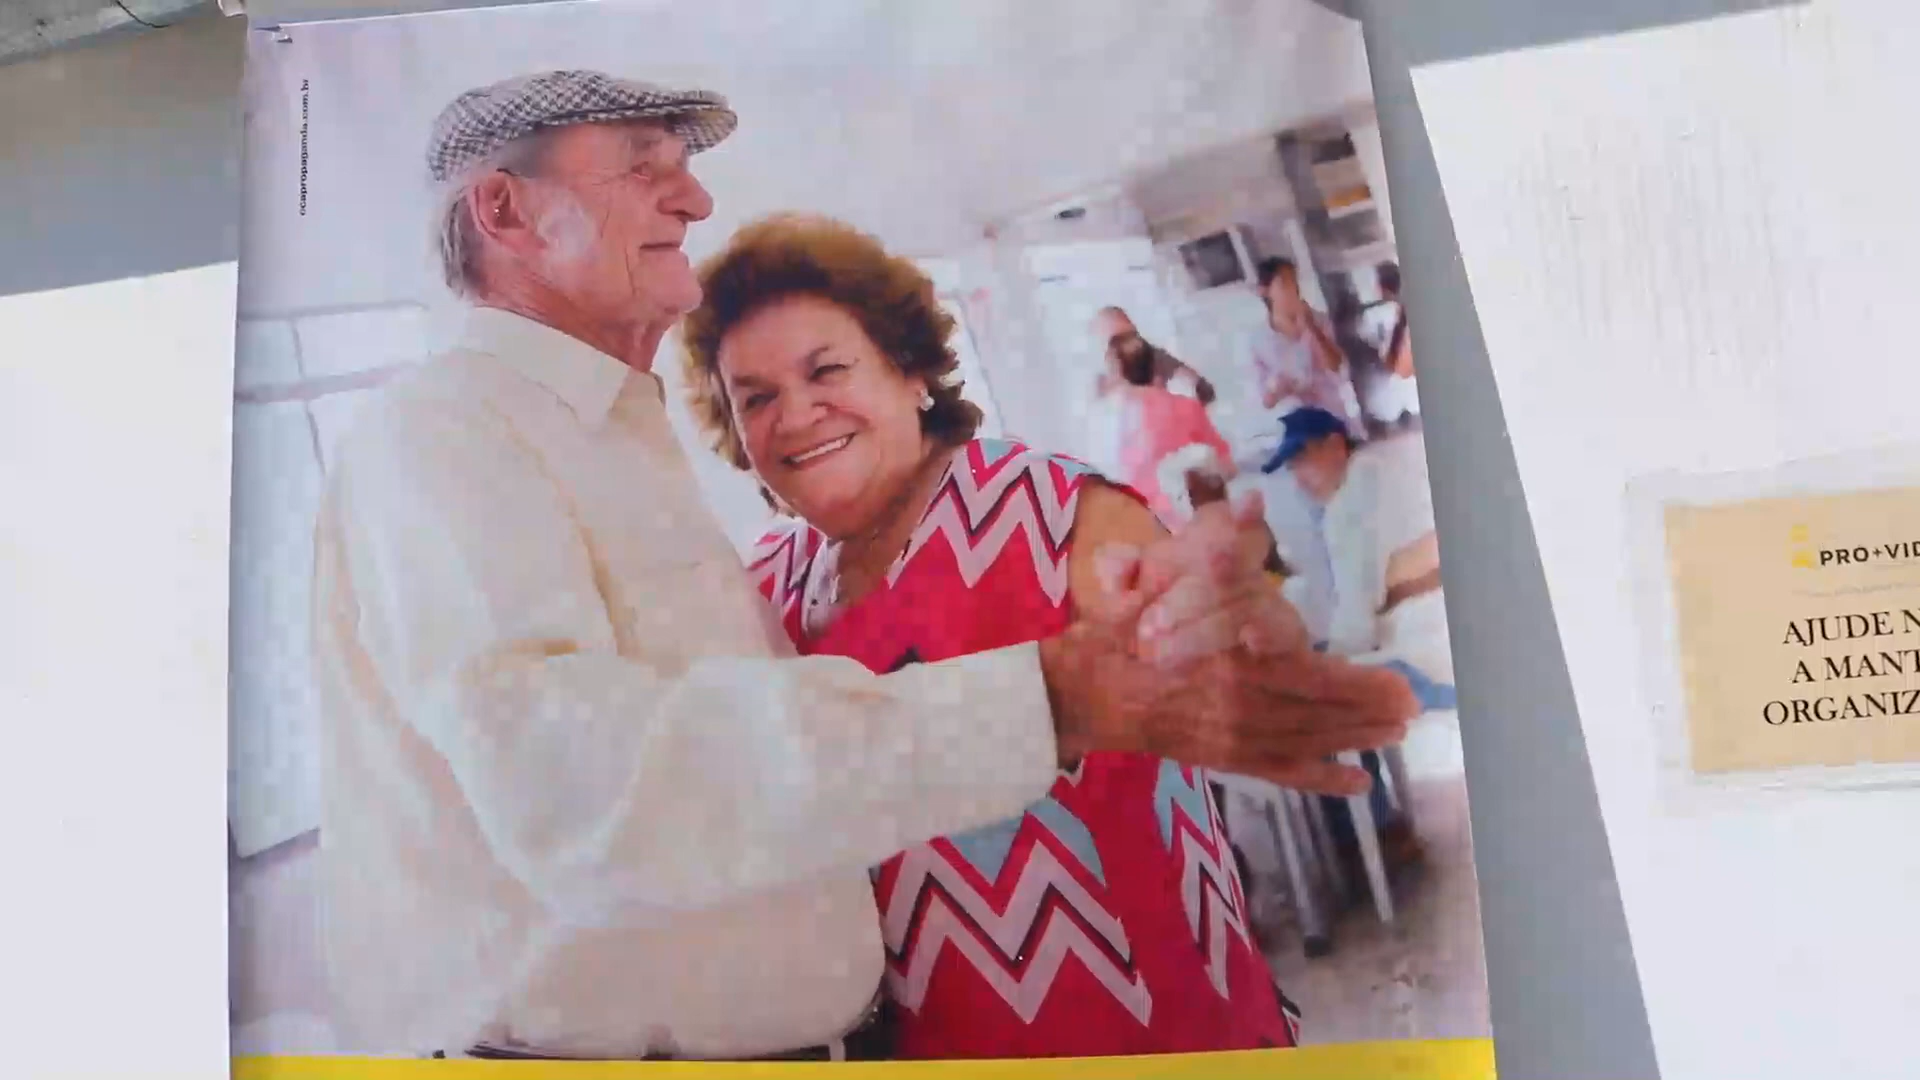 ocapropaganda.com.br
PRO+VID
AJUDE N
A MANT
ORGANIZ